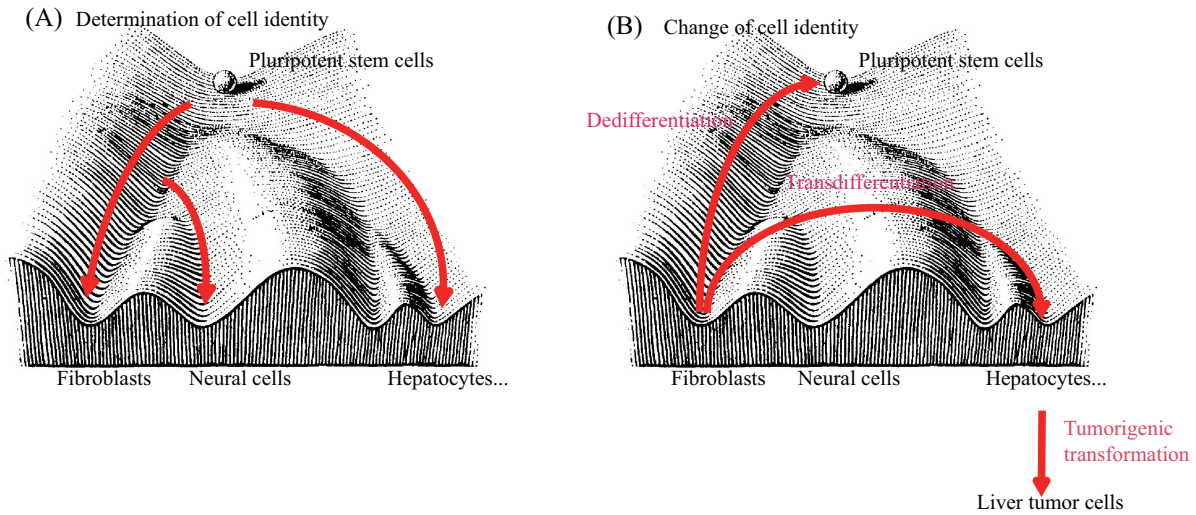 (A) Determination of cell identity
Pluripotent stem cells
Fibroblasts
Neural cells
Hepatocytes...
(B) Change of cell identity
Pluripotent stem cells
Dedifferentiation
Transdifferentiation
Fibroblasts
Neural cells
Hepatocytes...
Tumorigenic
transformation
Liver tumor cells